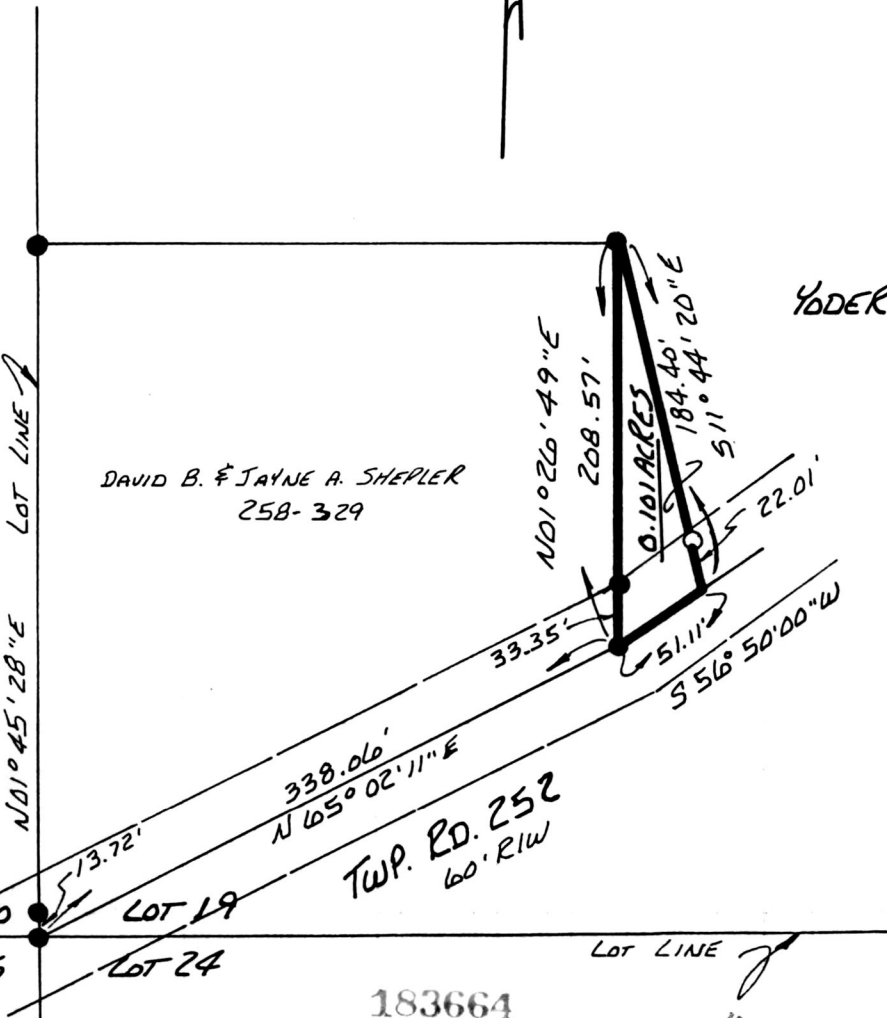 YODER
S 11° 44' 20" E
184.40'
N01° 26' 49" E
208.57'
0.101 ACRES
LOT LINE
DAVID B. & JAYNE A. SHEPLER
258-329
22.01'
33.35'
51.11'
S 56° 50' 00" W
N01° 45' 28" E
338.06'
N 65° 02' 11" E
TWP. RD. 252
60' R/W
13.72'
LOT 19
LOT 24
LOT LINE
183664